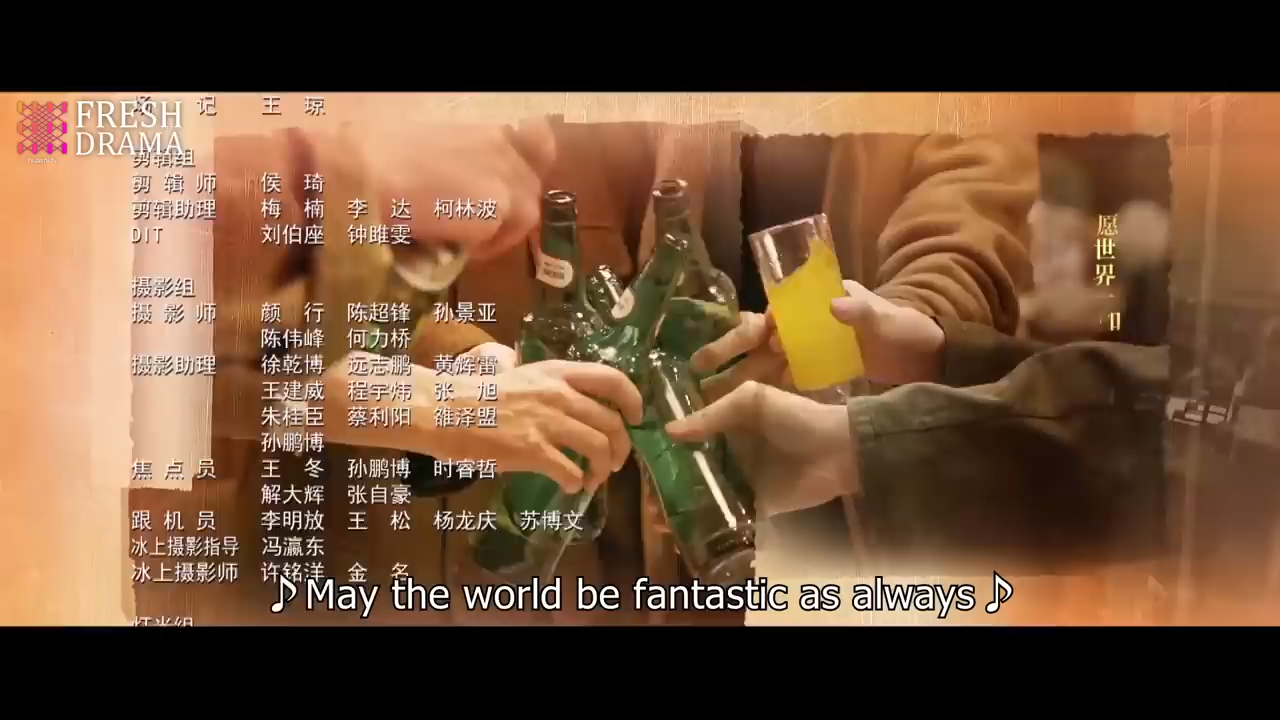 FRESH
DRAMA
场 记 王 琼
剪辑组
剪 辑 师 侯 琦
剪辑助理 梅 楠 李 达 柯林波
DIT 刘伯座 钟雎雯
摄影组
摄 影 师 颜 行 陈超锋 孙景亚
陈伟峰 何力桥
摄影助理 徐乾博 远志鹏 黄辉雷
王建威 程宇炜 张 旭
朱桂臣 蔡利阳 雒泽盟
孙鹏博
焦 点 员 王 冬 孙鹏博 时睿哲
解大辉 张自豪
跟 机 员 李明放 王 松 杨龙庆 苏博文
冰上摄影指导 冯瀛东
冰上摄影师 许铭洋 金 名
灯光组
愿世界一
♪May the world be fantastic as always♪